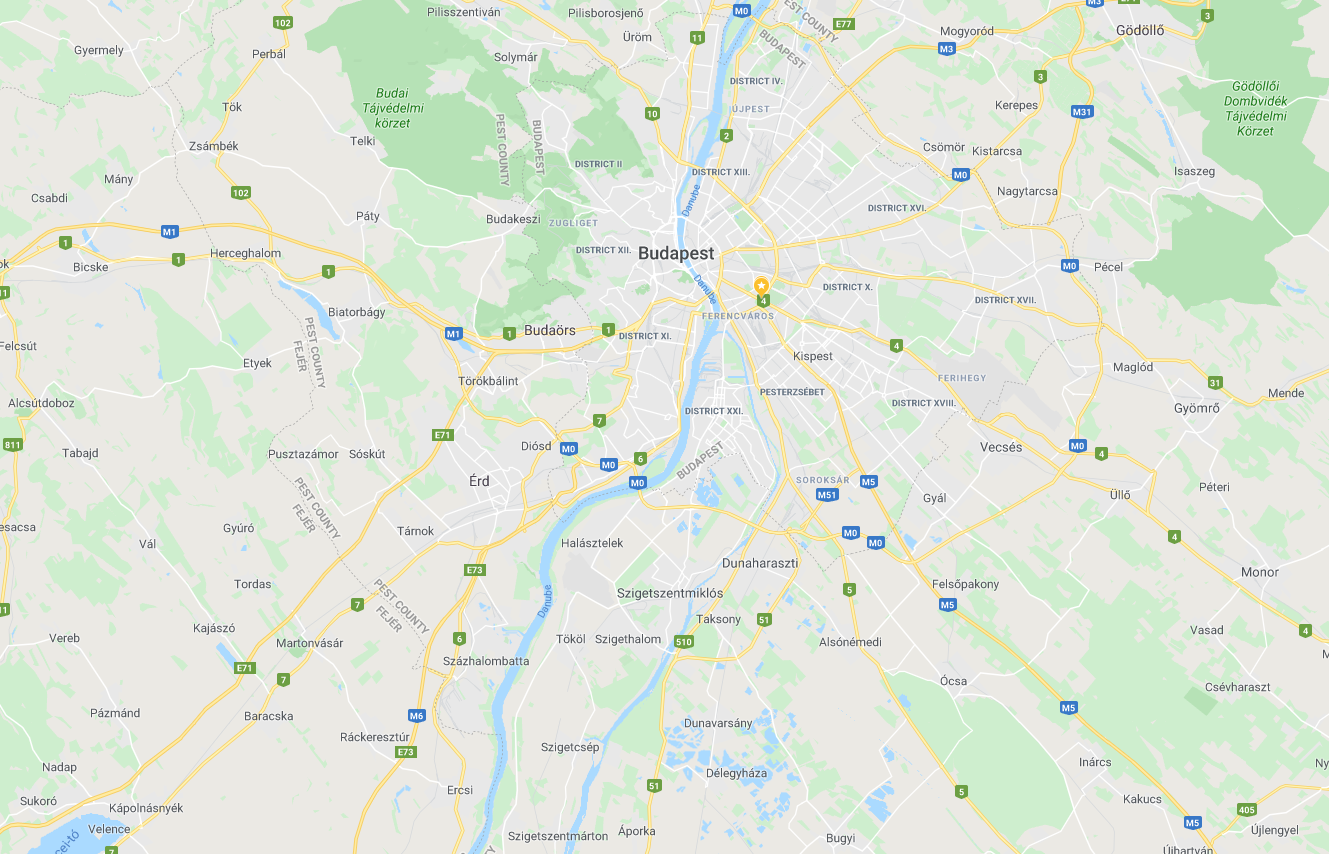 M0
M3
E71
3
E77
PEST COUNTY
BUDAPEST
Pilisszentiván
Pilisborosjenő
102
Gyermely
Perbál
Solymár
Üröm
11
Mogyoród
M3
Gödöllő
DISTRICT IV.
3
Budai
Tájvédelmi
körzet
Gödöllői
Dombvidék
Tájvédelmi
Körzet
Tök
ÚJPEST
Kerepes
10
M31
Telki
PEST COUNTY
BUDAPEST
2
Zsámbék
Csömör
Kistarcsa
DISTRICT II
DISTRICT XIII.
Isaszeg
Mány
M0
102
Nagytarcsa
Csabdi
Danube
DISTRICT XVI.
Páty
Budakeszi
ZUGLIGET
M1
1
Herceghalom
DISTRICT XII.
Budapest
1
ok
Bicske
1
M0
Pécel
Danube
DISTRICT X.
11
4
DISTRICT XVII.
Biatorbágy
FERENCVÁROS
M1
1
Budaörs
1
DISTRICT XI.
Felcsút
PEST COUNTY
FEJÉR
4
Kispest
Etyek
Maglód
Törökbálint
FERIHEGY
31
Mende
PESTERZSÉBET
Alcsútdoboz
DISTRICT XXI.
DISTRICT XVIII.
Gyömrő
7
E71
811
Diósd
M0
Vecsés
M0
4
Tabajd
Pusztazámor
Sóskút
M0
6
BUDAPEST
Érd
M0
SOROKSÁR
M5
M51
Üllő
Péteri
Gyál
PEST COUNTY
FEJÉR
esacsa
Gyúró
Tárnok
M0
M0
4
Vál
Halásztelek
Dunaharaszti
E73
Monor
Tordas
Felsőpakony
5
Szigetszentmiklós
PEST COUNTY
FEJÉR
Danube
7
M5
11
Taksony
51
Kajászó
Vasad
4
Vereb
Martonvásár
6
Tököl
Szigethalom
510
Alsónémedi
M
E71
Százhalombatta
7
Ócsa
Csévharaszt
M5
Pázmánd
Baracska
M6
Dunavarsány
Ráckeresztúr
E73
Szigetcsép
Inárcs
Ny
Nadap
Délegyháza
51
Ercsi
5
Kakucs
Sukoró
Kápolnásnyék
405
M5
Velence
Szigetszentmárton
Áporka
Újlengyel
cei-tó
Bugyi
7
Újhartyán